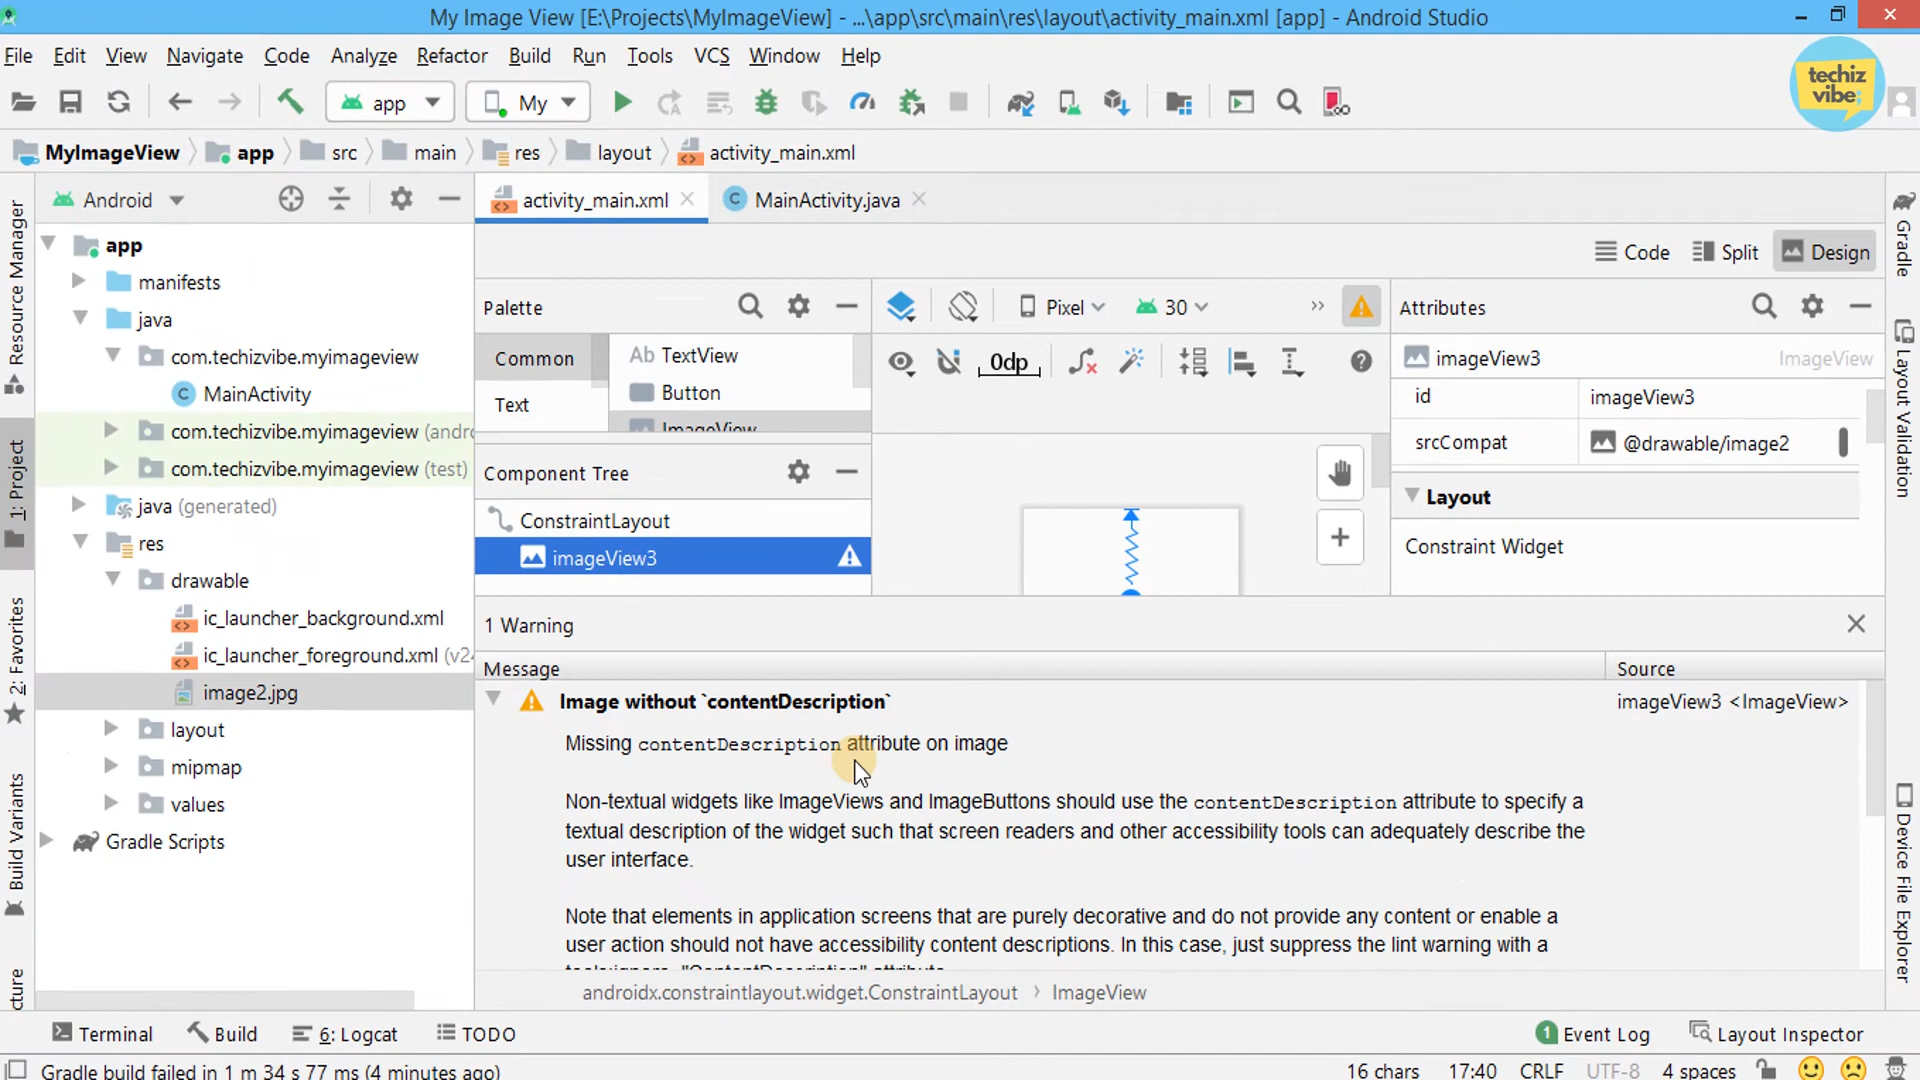 My Image View [E:\Projects\MyImageView] - ...\app\src\main\res\layout\activity_main.xml [app] - Android Studio
File Edit View Navigate Code Analyze Refactor Build Run Tools VCS Window Help
techiz
vibe;
app My
MyImageView app src main res layout activity_main.xml
Android
activity_main.xml MainActivity.java
Code Split Design
Resource Manager
1: Project
2: Favorites
Build Variants
app
manifests
java
com.techizvibe.myimageview
MainActivity
com.techizvibe.myimageview
com.techizvibe.myimageview (test)
java (generated)
res
drawable
ic_launcher_background.xml
ic_launcher_foreground.xml
image2.jpg
layout
mipmap
values
Gradle Scripts
Palette
Common
Text
Ab TextView
Button
ImageView
Component Tree
ConstraintLayout
imageView3
Pixel 30
0dp
Attributes
imageView3 ImageView
id imageView3
srcCompat @drawable/image2
Layout
Constraint Widget
Gradle
Layout Validation
Device File Explorer
1 Warning
Message Source
Image without `contentDescription` imageView3 <ImageView>
Missing contentDescription attribute on image
Non-textual widgets like ImageViews and ImageButtons should use the contentDescription attribute to specify a
textual description of the widget such that screen readers and other accessibility tools can adequately describe the
user interface.
Note that elements in application screens that are purely decorative and do not provide any content or enable a
user action should not have accessibility content descriptions. In this case, just suppress the lint warning with a
androidx.constraintlayout.widget.ConstraintLayout ImageView
Terminal Build 6: Logcat TODO 1 Event Log Layout Inspector
Gradle build failed in 1 m 34 s 77 ms (4 minutes ago) 16 chars 17:40 CRLF UTF-8 4 spaces